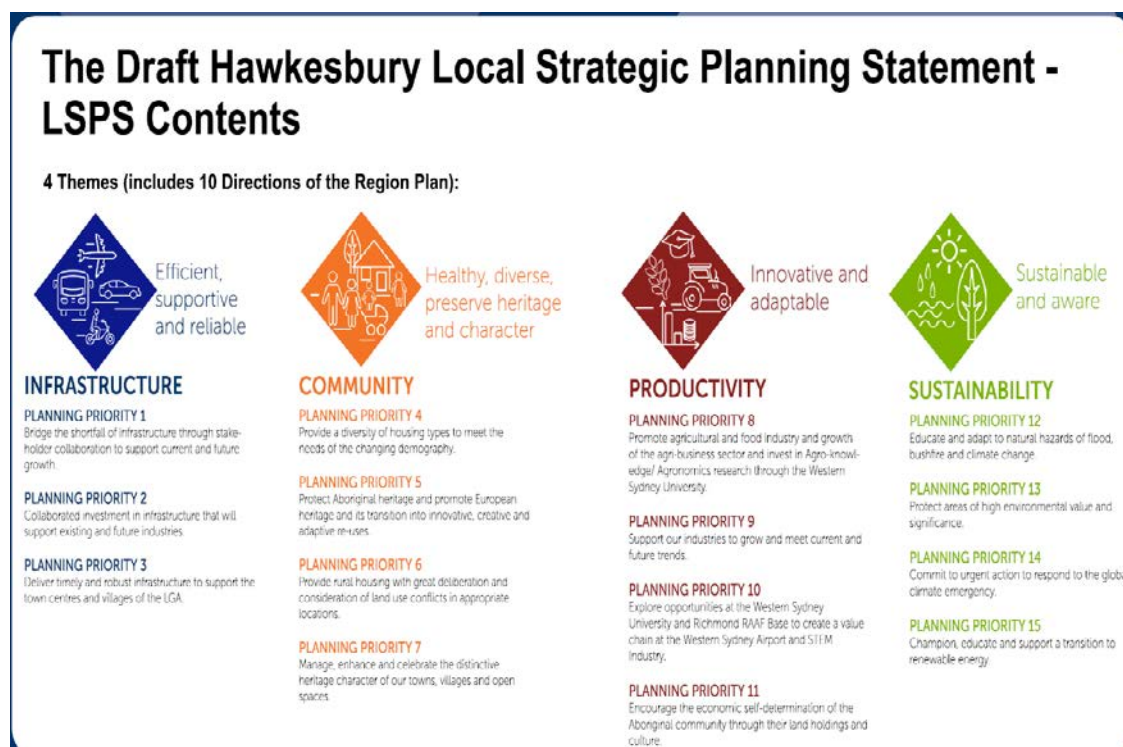 The Draft Hawkesbury Local Strategic Planning Statement -
LSPS Contents
4 Themes (includes 10 Directions of the Region Plan):
Efficient,
supportive
and reliable
INFRASTRUCTURE
PLANNING PRIORITY 1
Bridge the shortfall of infrastructure through stake-
holder collaboration to support current and future
growth.
PLANNING PRIORITY 2
Collaborated investment in infrastructure that will
support existing and future industries.
PLANNING PRIORITY 3
Deliver timely and robust infrastructure to support the
town centres and villages of the LGA.
Healthy, diverse,
preserve heritage
and character
COMMUNITY
PLANNING PRIORITY 4
Provide a diversity of housing types to meet the
needs of the changing demography.
PLANNING PRIORITY 5
Protect Aboriginal heritage and promote European
heritage and its transition into innovative, creative and
adaptive re-uses.
PLANNING PRIORITY 6
Provide rural housing with great deliberation and
consideration of land use conflicts in appropriate
locations.
PLANNING PRIORITY 7
Manage, enhance and celebrate the distinctive
heritage character of our towns, villages and open
spaces.
Innovative and
adaptable
PRODUCTIVITY
PLANNING PRIORITY 8
Promote agricultural and food industry and growth
of the agri-business sector and invest in Agro-knowl-
edge/ Agronomics research through the Western
Sydney University.
PLANNING PRIORITY 9
Support our industries to grow and meet current and
future trends.
PLANNING PRIORITY 10
Explore opportunities at the Western Sydney
University and Richmond RAAF Base to create a value
chain at the Western Sydney Airport and STEM
Industry.
PLANNING PRIORITY 11
Encourage the economic self-determination of the
Aboriginal community through their land holdings and
culture.
Sustainable
and aware
SUSTAINABILITY
PLANNING PRIORITY 12
Educate and adapt to natural hazards of flood,
bushfire and climate change.
PLANNING PRIORITY 13
Protect areas of high environmental value and
significance.
PLANNING PRIORITY 14
Commit to urgent action to respond to the globa
climate emergency.
PLANNING PRIORITY 15
Champion, educate and support a transition to
renewable energy.